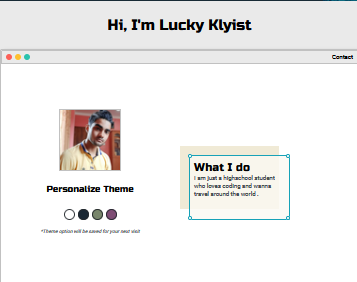 Hi, I'm Lucky Klyist
Contact
Personalize Theme
*Theme option will be saved for your next visit
What I do
I am just a highschool student
who loves coding and wanna
travel around the world .